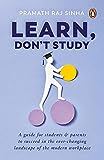 PRAMATH RAJ SINHA
LEARN,
DON'T STUDY
A guide for students & parents
to succeed in the ever-changing
landscape of the modern workplace